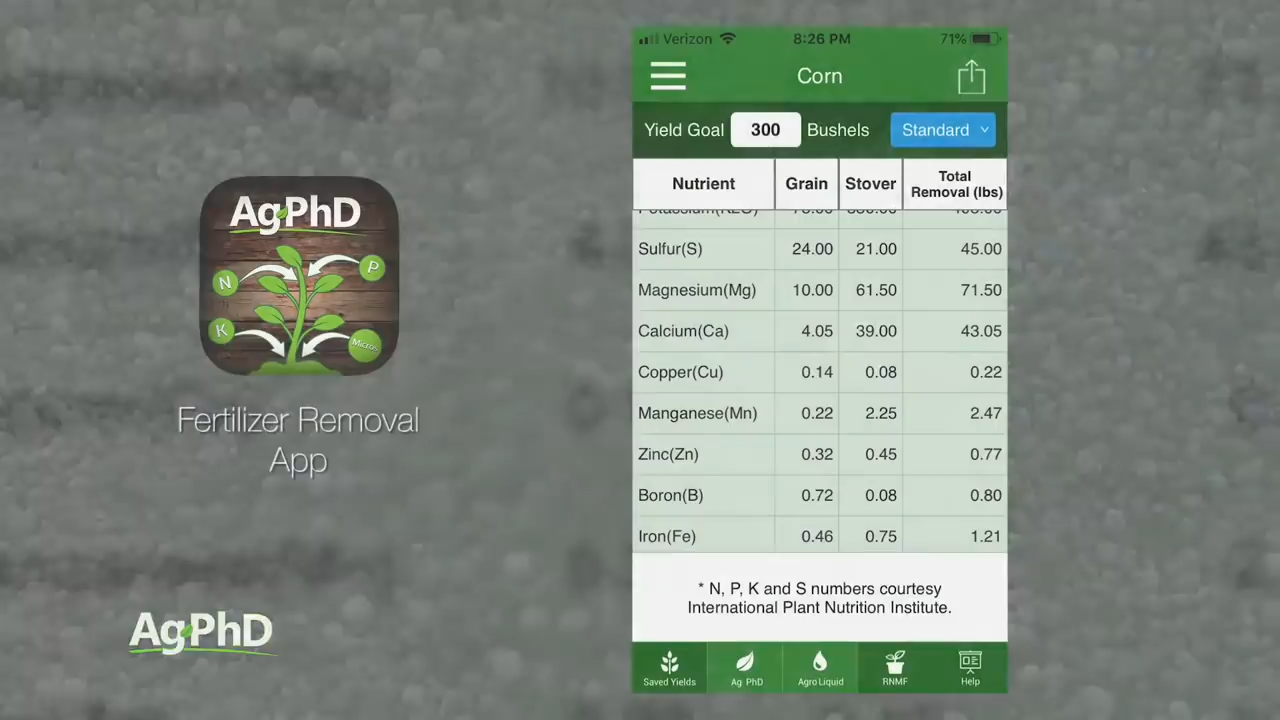 AgPhD
N
P
K
Micros
Fertilizer Removal
App
AgPhD
Verizon 8:26 PM 71%
Corn
Yield Goal 300 Bushels Standard
Nutrient Grain Stover Total Removal (lbs)
Sulfur(S) 24.00 21.00 45.00
Magnesium(Mg) 10.00 61.50 71.50
Calcium(Ca) 4.05 39.00 43.05
Copper(Cu) 0.14 0.08 0.22
Manganese(Mn) 0.22 2.25 2.47
Zinc(Zn) 0.32 0.45 0.77
Boron(B) 0.72 0.08 0.80
Iron(Fe) 0.46 0.75 1.21
* N, P, K and S numbers courtesy
International Plant Nutrition Institute.
Saved Yields Ag PhD Agro Liquid RNMF Help